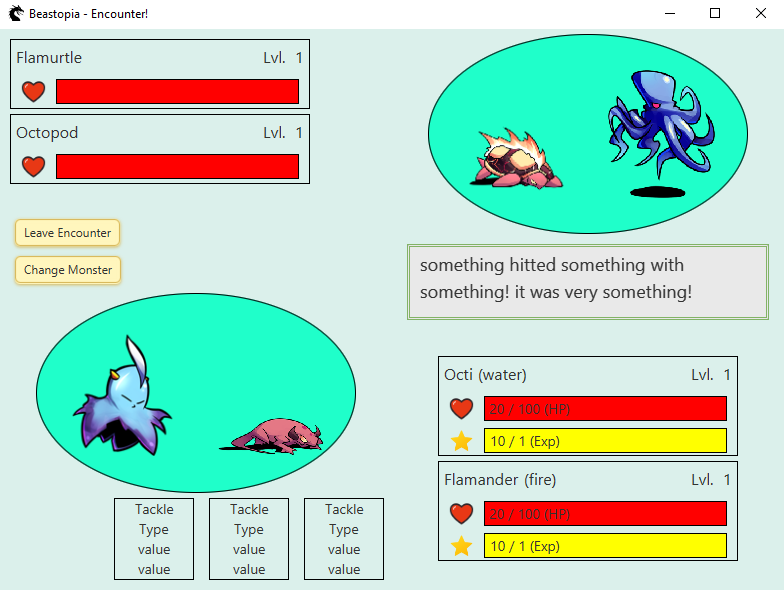 Beastopia - Encounter!
Flamurtle Lvl. 1
Octopod Lvl. 1
Leave Encounter
Change Monster
something hitted something with
something! it was very something!
Octi (water) Lvl. 1
20 / 100 (HP)
10 / 1 (Exp)
Flamander (fire) Lvl. 1
20 / 100 (HP)
10 / 1 (Exp)
Tackle Tackle Tackle
Type Type Type
value value value
value value value